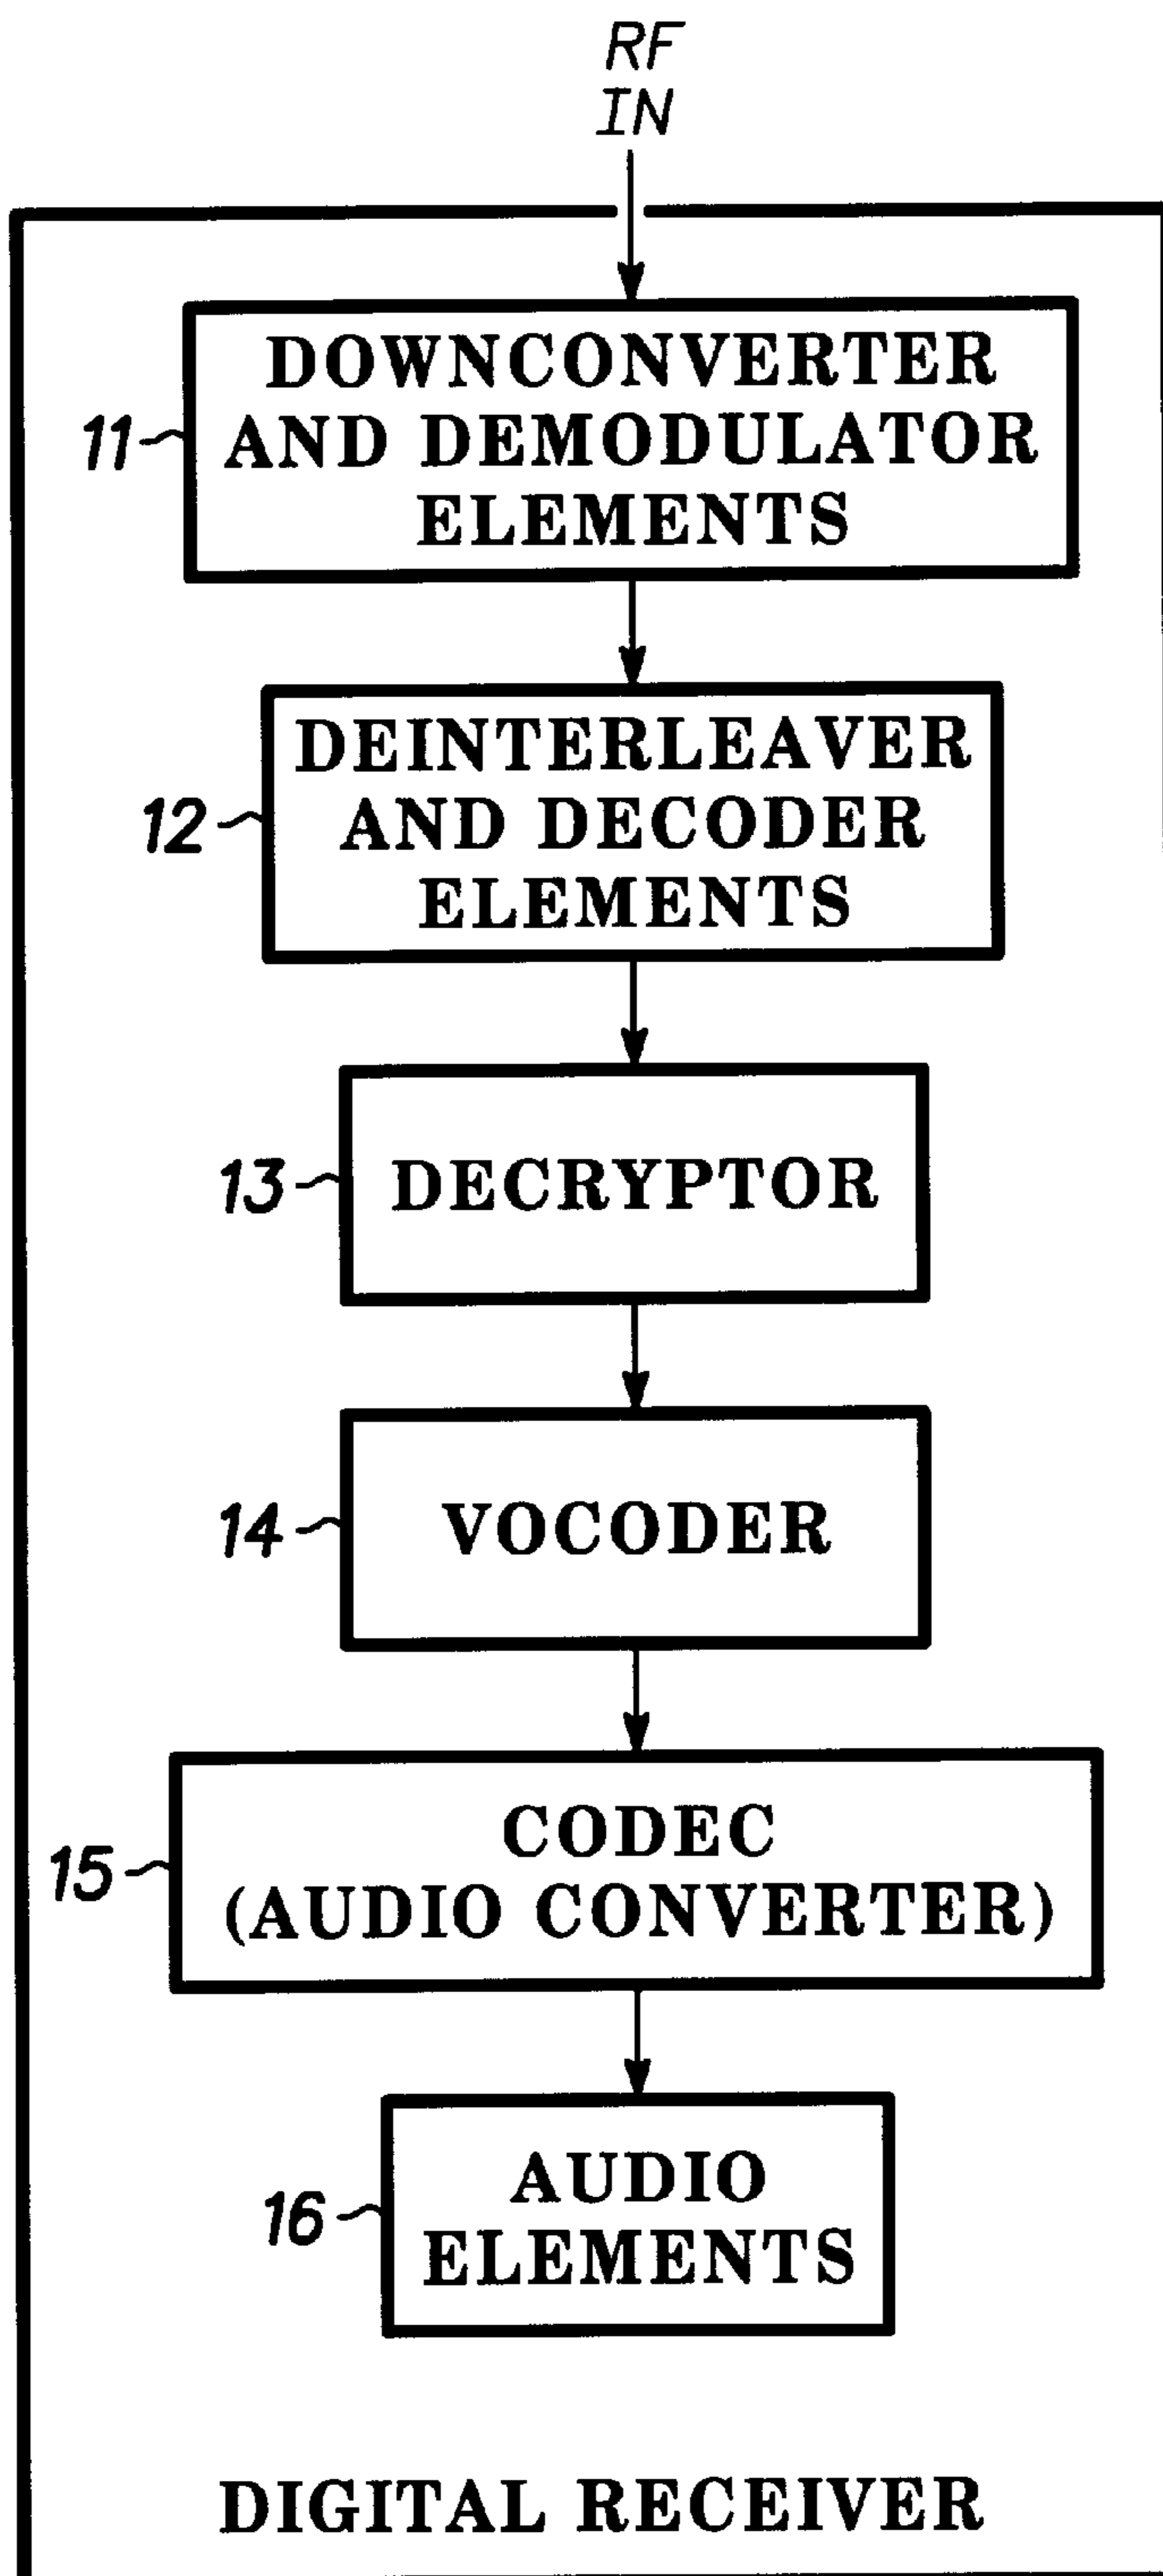 RF
IN
DOWNCONVERTER
11 AND DEMODULATOR
ELEMENTS
DEINTERLEAVER
12 AND DECODER
ELEMENTS
13 DECRYPTOR
14 VOCODER
CODEC
15 (AUDIO CONVERTER)
AUDIO
16 ELEMENTS
DIGITAL RECEIVER